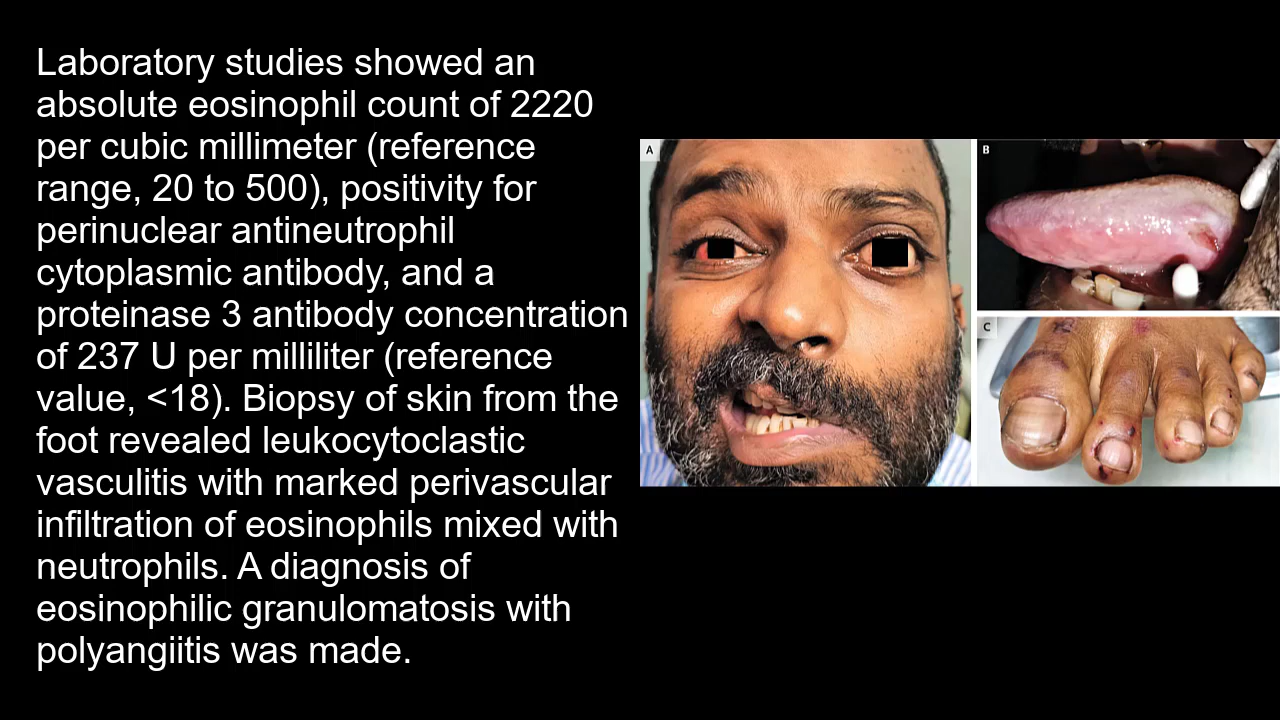 Laboratory studies showed an
absolute eosinophil count of 2220
per cubic millimeter (reference
range, 20 to 500), positivity for
perinuclear antineutrophil
cytoplasmic antibody, and a
proteinase 3 antibody concentration
of 237 U per milliliter (reference
value, <18). Biopsy of skin from the
foot revealed leukocytoclastic
vasculitis with marked perivascular
infiltration of eosinophils mixed with
neutrophils. A diagnosis of
eosinophilic granulomatosis with
polyangiitis was made.
A
B
C